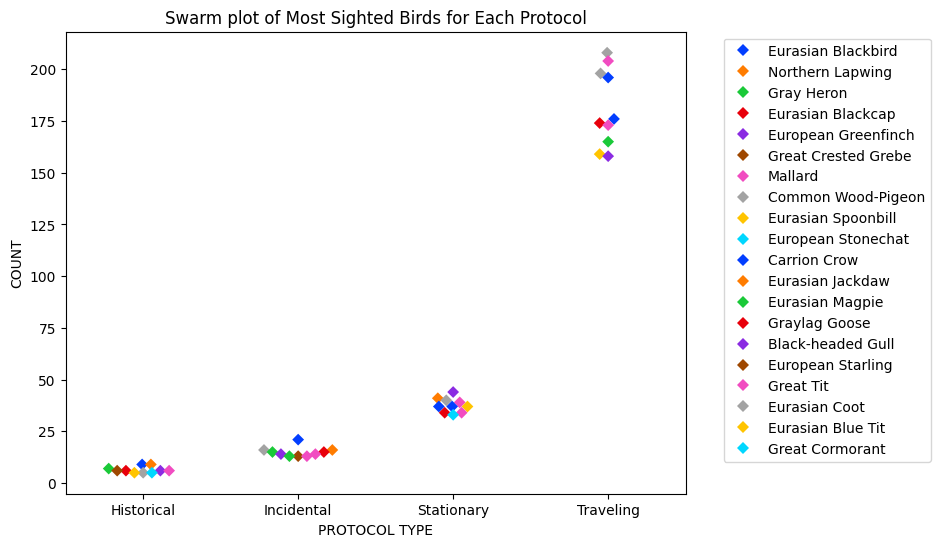 Swarm plot of Most Sighted Birds for Each Protocol
COUNT
200
175
150
125
100
75
50
25
0
Historical
Incidental
Stationary
Traveling
PROTOCOL TYPE
Eurasian Blackbird
Northern Lapwing
Gray Heron
Eurasian Blackcap
European Greenfinch
Great Crested Grebe
Mallard
Common Wood-Pigeon
Eurasian Spoonbill
European Stonechat
Carrion Crow
Eurasian Jackdaw
Eurasian Magpie
Graylag Goose
Black-headed Gull
European Starling
Great Tit
Eurasian Coot
Eurasian Blue Tit
Great Cormorant